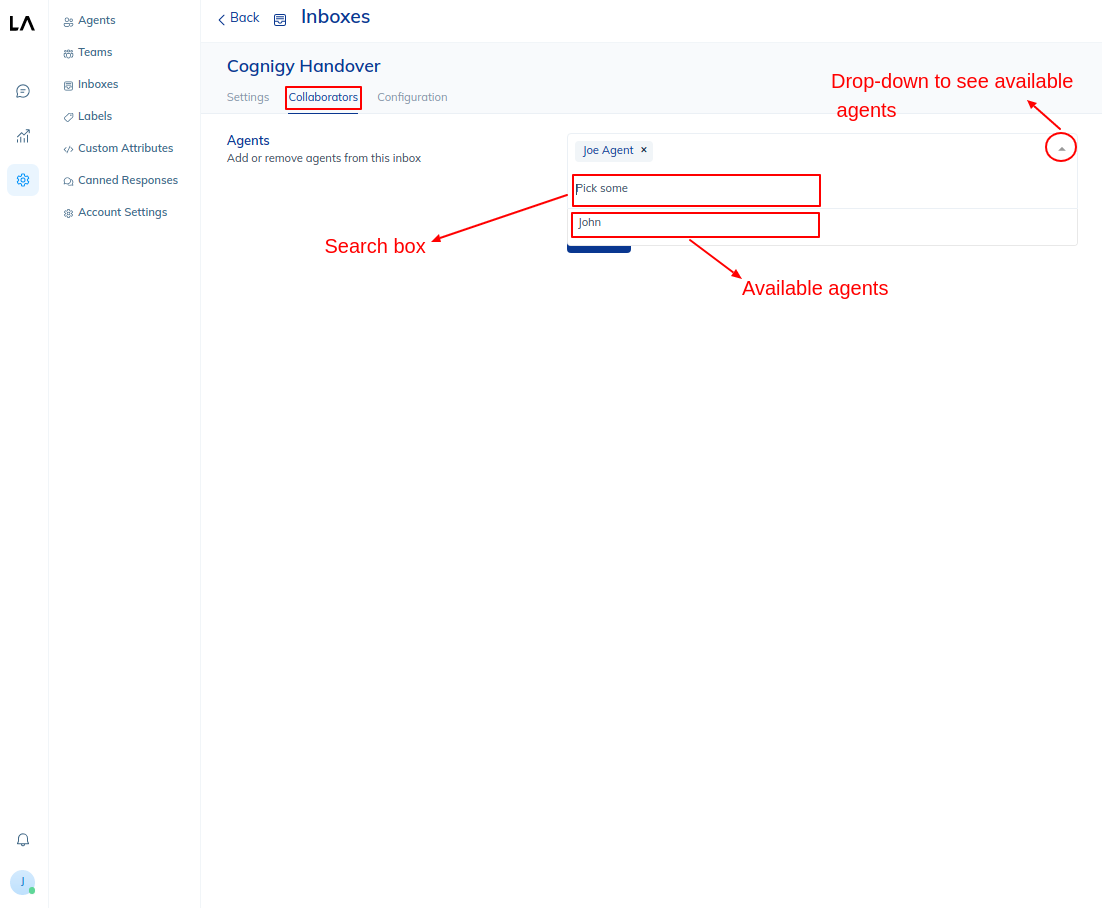 LA
Agents
Teams
Inboxes
Labels
Custom Attributes
Canned Responses
Account Settings
J
Back
Inboxes
Cognigy Handover
Settings
Collaborators
Configuration
Drop-down to see available
agents
Agents
Add or remove agents from this inbox
Joe Agent ×
Pick some
John
Search box
Available agents